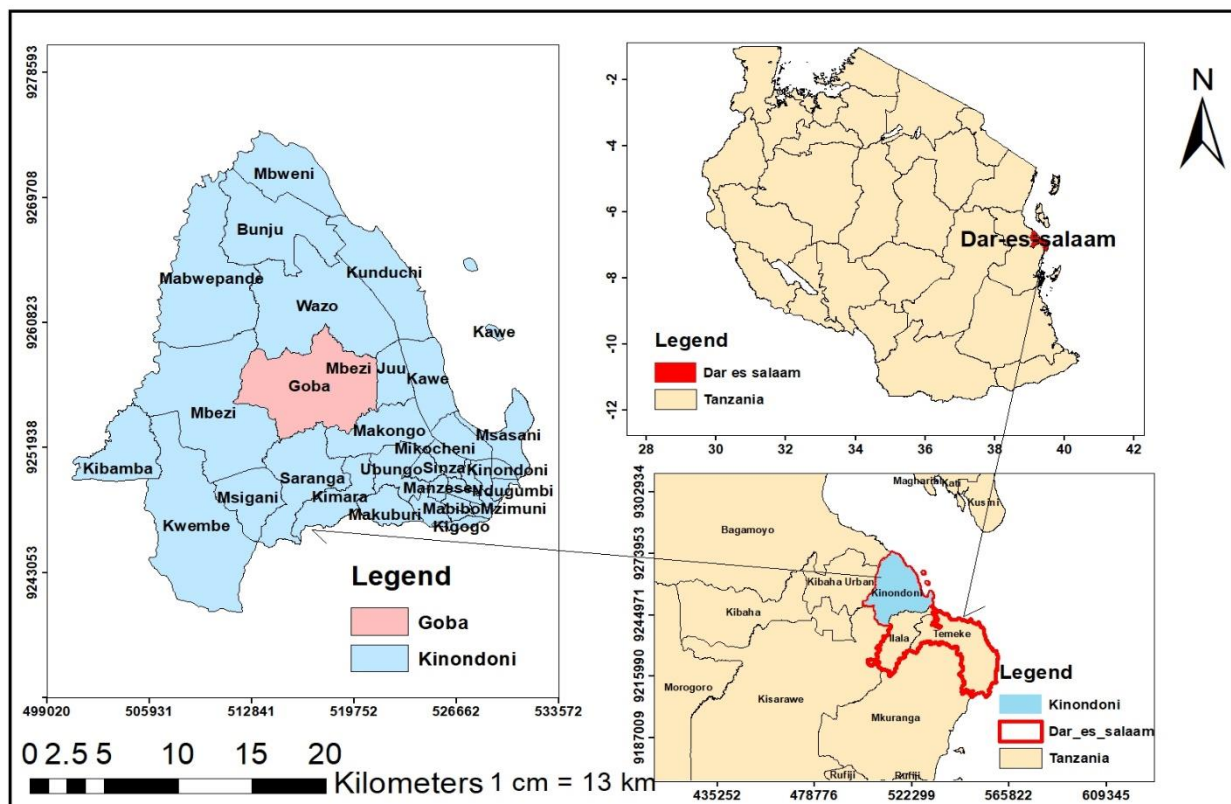 9278593
9269708
9260823
9251938
9243053
Mbweni
Bunju
Kunduchi
Mabwepande
Wazo
Kawe
Mbezi Juu
Goba
Kawe
Mbezi
Makongo
Msasani
Mikocheni
Kibamba
Saranga
Ubungo
Sinza
Kinondoni
Msigani
Kimara
Manzese
Ndugumbi
Mabibo
Mzimuni
Kwembe
Makuburi
Kigogo
Legend
Goba
Kinondoni
499020 505931 512841 519752 526662 533572
0 2.5 5 10 15 20
Kilometers 1 cm = 13 km
-2
-4
-6
-8
-10
-12
Dar-es-salaam
Legend
Dar es salaam
Tanzania
28 30 32 34 36 38 40 42
N
9302934
9273953
9244971
9215990
9187009
Magharibi
Kati
Kusini
Bagamoyo
Kibaha Urban
Kinondoni
Kibaha
Ilala
Temeke
Morogoro
Kisarawe
Mkuranga
Rufiji
Rufiji
Legend
Kinondoni
Dar_es_salaam
Tanzania
435252 478776 522299 565822 609345